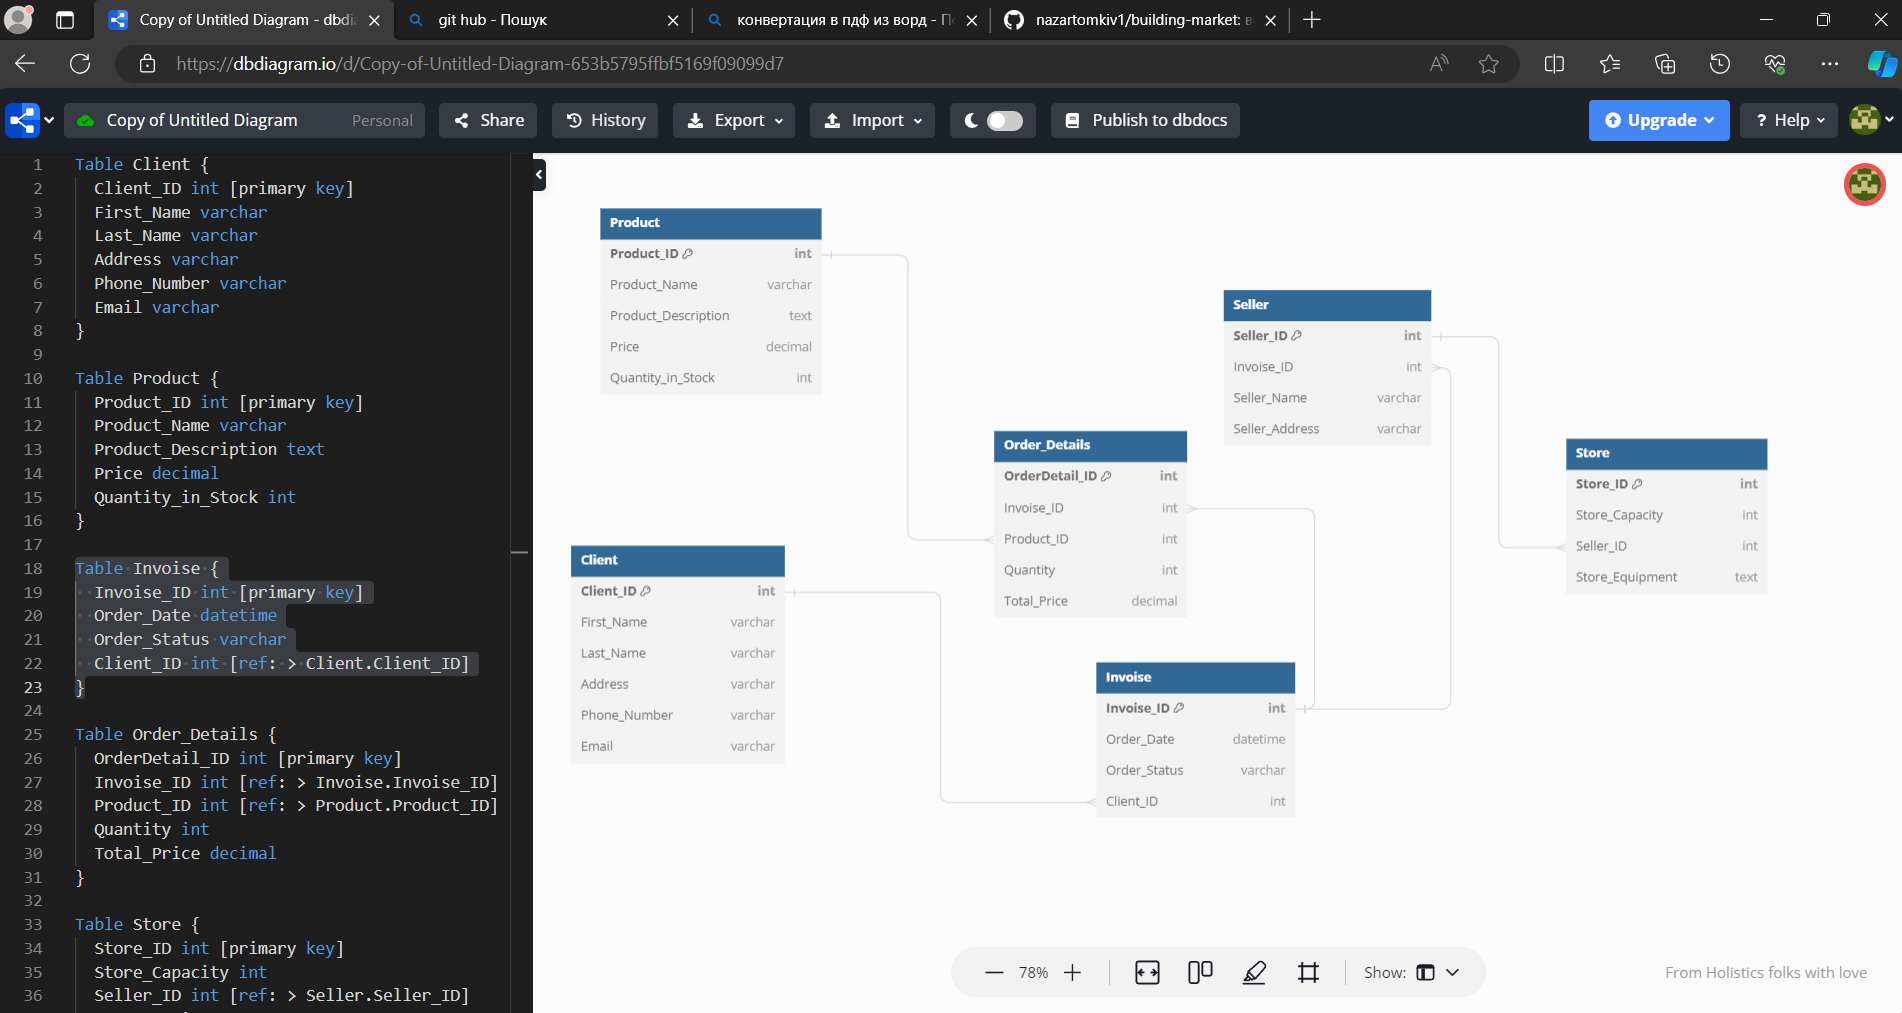 Copy of Untitled Diagram - dbdia
git hub - Пошук
конвертация в пдф из ворд - П
nazartomkiv1/building-market: в
https://dbdiagram.io/d/Copy-of-Untitled-Diagram-653b5795ffbf5169f09099d7
Copy of Untitled Diagram
Personal
Share
History
Export
Import
Publish to dbdocs
Upgrade
? Help
1 Table Client {
2 Client_ID int [primary key]
3 First_Name varchar
4 Last_Name varchar
5 Address varchar
6 Phone_Number varchar
7 Email varchar
8 }
9
10 Table Product {
11 Product_ID int [primary key]
12 Product_Name varchar
13 Product_Description text
14 Price decimal
15 Quantity_in_Stock int
16 }
17
18 Table Invoise {
19 Invoise_ID int [primary key]
20 Order_Date datetime
21 Order_Status varchar
22 Client_ID int [ref: > Client.Client_ID]
23 }
24
25 Table Order_Details {
26 OrderDetail_ID int [primary key]
27 Invoise_ID int [ref: > Invoise.Invoise_ID]
28 Product_ID int [ref: > Product.Product_ID]
29 Quantity int
30 Total_Price decimal
31 }
32
33 Table Store {
34 Store_ID int [primary key]
35 Store_Capacity int
36 Seller_ID int [ref: > Seller.Seller_ID]
Product
Product_ID int
Product_Name varchar
Product_Description text
Price decimal
Quantity_in_Stock int
Client
Client_ID int
First_Name varchar
Last_Name varchar
Address varchar
Phone_Number varchar
Email varchar
Order_Details
OrderDetail_ID int
Invoise_ID int
Product_ID int
Quantity int
Total_Price decimal
Invoise
Invoise_ID int
Order_Date datetime
Order_Status varchar
Client_ID int
Seller
Seller_ID int
Invoise_ID int
Seller_Name varchar
Seller_Address varchar
Store
Store_ID int
Store_Capacity int
Seller_ID int
Store_Equipment text
78%
Show:
From Holistics folks with love